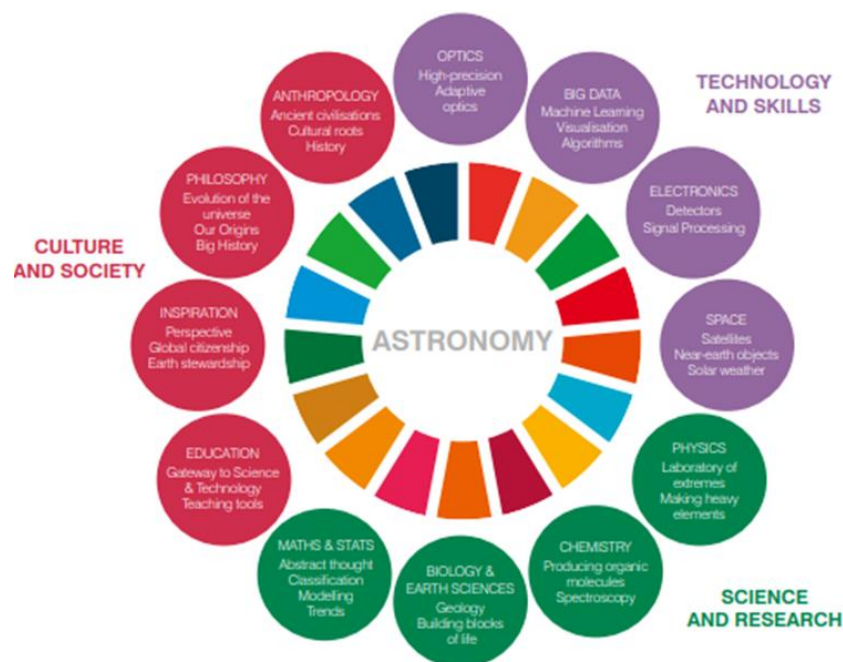 OPTICS
High-precision
Adaptive
optics
BIG DATA
Machine Learning
Visualisation
Algorithms
TECHNOLOGY
AND SKILLS
ELECTRONICS
Detectors
Signal Processing
SPACE
Satellites
Near-earth objects
Solar weather
PHYSICS
Laboratory of
extremes
Making heavy
elements
CHEMISTRY
Producing organic
molecules
Spectroscopy
SCIENCE
AND RESEARCH
BIOLOGY &
EARTH SCIENCES
Geology
Building blocks
of life
MATHS & STATS
Abstract thought
Classification
Modelling
Trends
EDUCATION
Gateway to Science
& Technology
Teaching tools
INSPIRATION
Perspective
Global citizenship
Earth stewardship
CULTURE
AND SOCIETY
PHILOSOPHY
Evolution of the
universe
Our Origins
Big History
ANTHROPOLOGY
Ancient civilisations
Cultural roots
History
ASTRONOMY